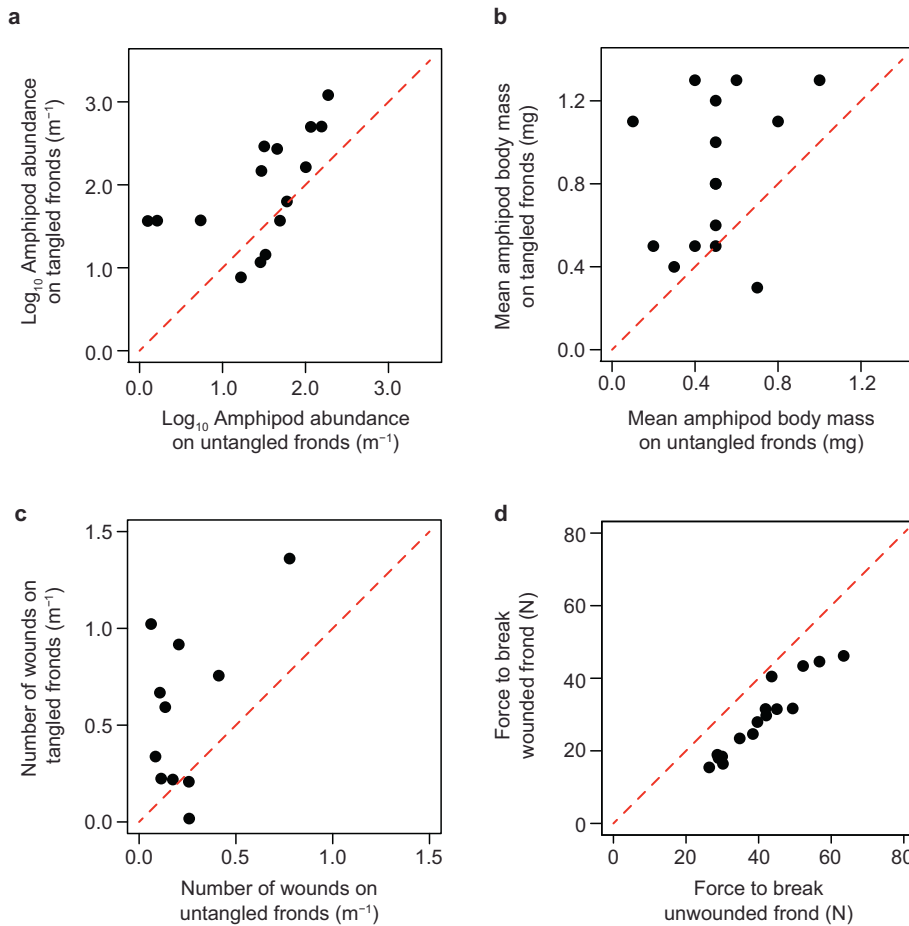 a
Log₁₀ Amphipod abundance
on tangled fronds (m⁻¹)
3.0
2.0
1.0
0.0
0.0 1.0 2.0 3.0
Log₁₀ Amphipod abundance
on untangled fronds (m⁻¹)
b
Mean amphipod body mass
on tangled fronds (mg)
1.2
0.8
0.4
0.0
0.0 0.4 0.8 1.2
Mean amphipod body mass
on untangled fronds (mg)
c
Number of wounds on
tangled fronds (m⁻¹)
1.5
1.0
0.5
0.0
0.0 0.5 1.0 1.5
Number of wounds on
untangled fronds (m⁻¹)
d
Force to break
wounded frond (N)
80
60
40
20
0
0 20 40 60 80
Force to break
unwounded frond (N)